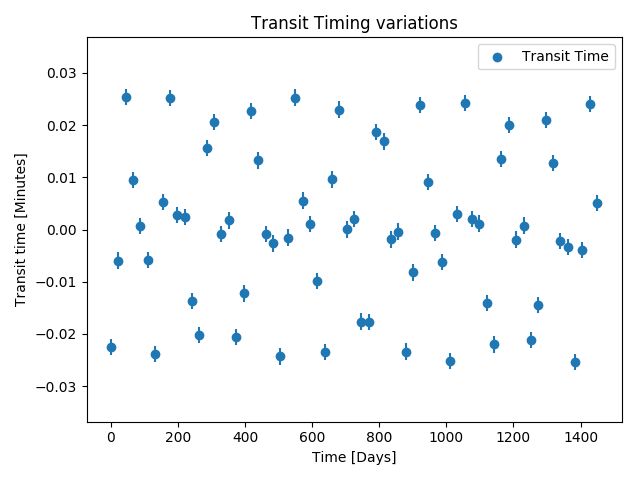 Transit Timing variations
Transit Time
Transit time [Minutes]
0.03
0.02
0.01
0.00
−0.01
−0.02
−0.03
0 200 400 600 800 1000 1200 1400
Time [Days]